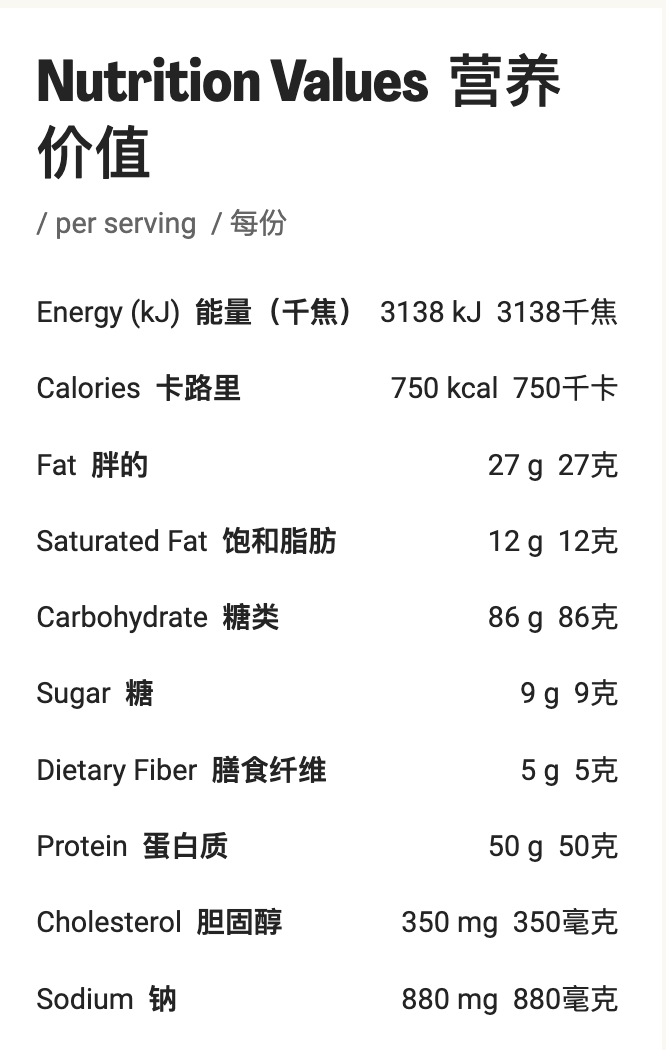 Nutrition Values 营养
价值
/ per serving / 每份
Energy (kJ) 能量（千焦） 3138 kJ 3138千焦
Calories 卡路里 750 kcal 750千卡
Fat 胖的 27 g 27克
Saturated Fat 饱和脂肪 12 g 12克
Carbohydrate 糖类 86 g 86克
Sugar 糖 9 g 9克
Dietary Fiber 膳食纤维 5 g 5克
Protein 蛋白质 50 g 50克
Cholesterol 胆固醇 350 mg 350毫克
Sodium 钠 880 mg 880毫克